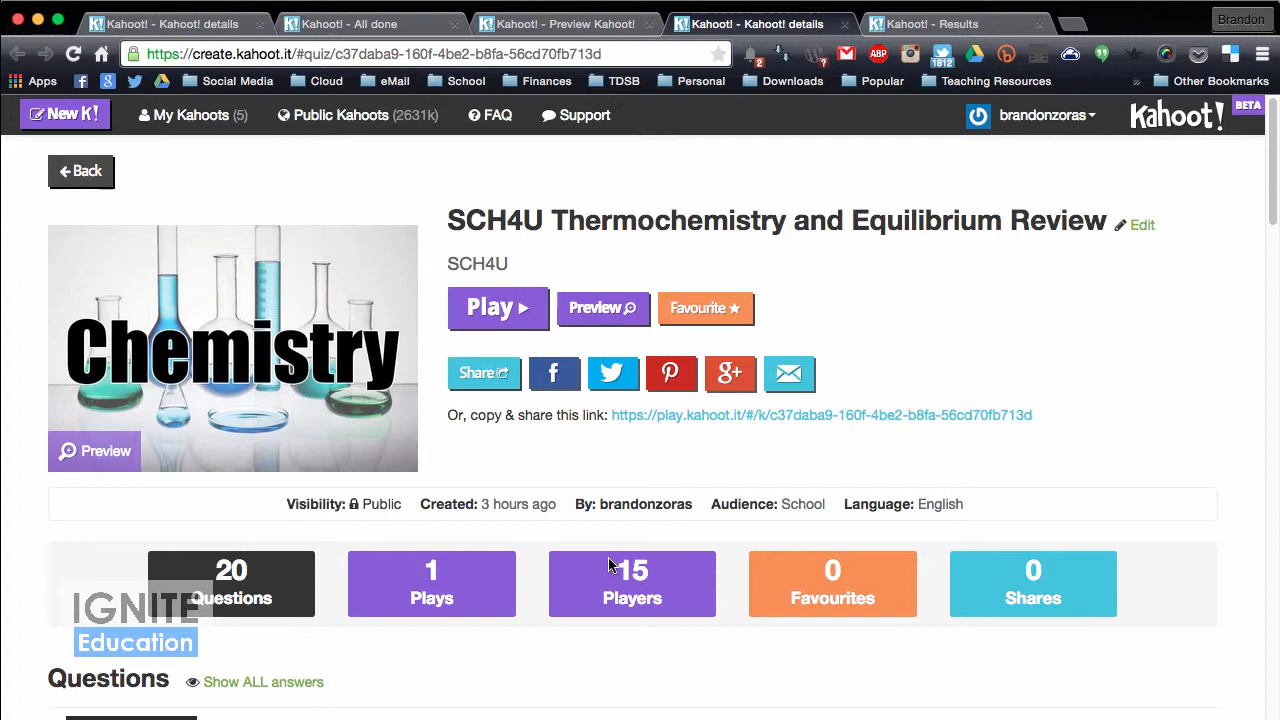 Kahoot! - Kahoot! details
Kahoot! - All done
Kahoot! - Preview Kahoot!
Kahoot! - Kahoot! details
Kahoot! - Results
Brandon
https://create.kahoot.it/#quiz/c37daba9-160f-4be2-b8fa-56cd70fb713d
2
?
ABP
1812
Apps
Social Media
Cloud
eMail
School
Finances
TDSB
Personal
Downloads
Popular
Teaching Resources
»
Other Bookmarks
New K!
My Kahoots (5)
Public Kahoots (2631k)
FAQ
Support
brandonzoras
Kahoot!
BETA
Back
SCH4U Thermochemistry and Equilibrium Review
Edit
SCH4U
Chemistry
Preview
Play
Preview
Favourite
Share
Or, copy & share this link: https://play.kahoot.it/#/k/c37daba9-160f-4be2-b8fa-56cd70fb713d
Visibility: Public Created: 3 hours ago By: brandonzoras Audience: School Language: English
20
Questions
1
Plays
15
Players
0
Favourites
0
Shares
IGNITE
Education
Questions
Show ALL answers